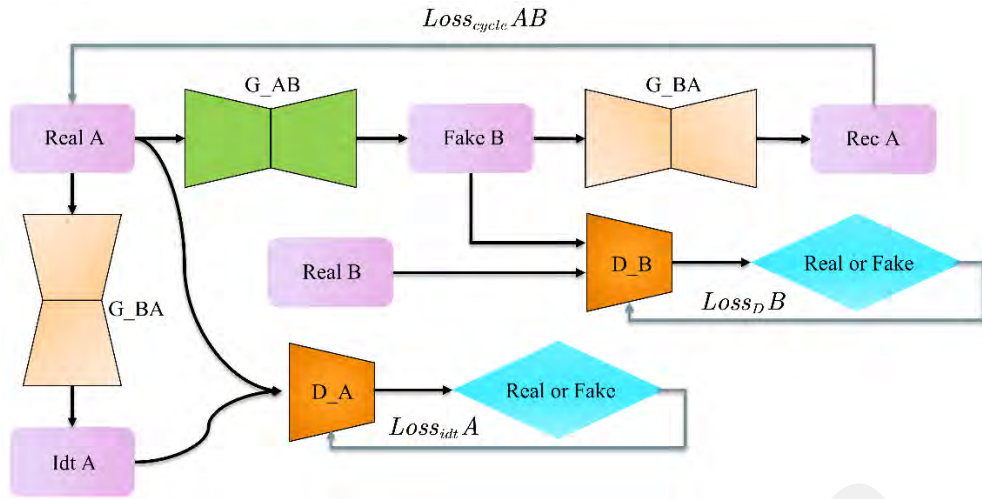 Loss_cycle AB
G_AB
G_BA
Real A
Fake B
Rec A
Real B
D_B
Real or Fake
G_BA
Loss_D B
D_A
Real or Fake
Loss_idt A
Idt A